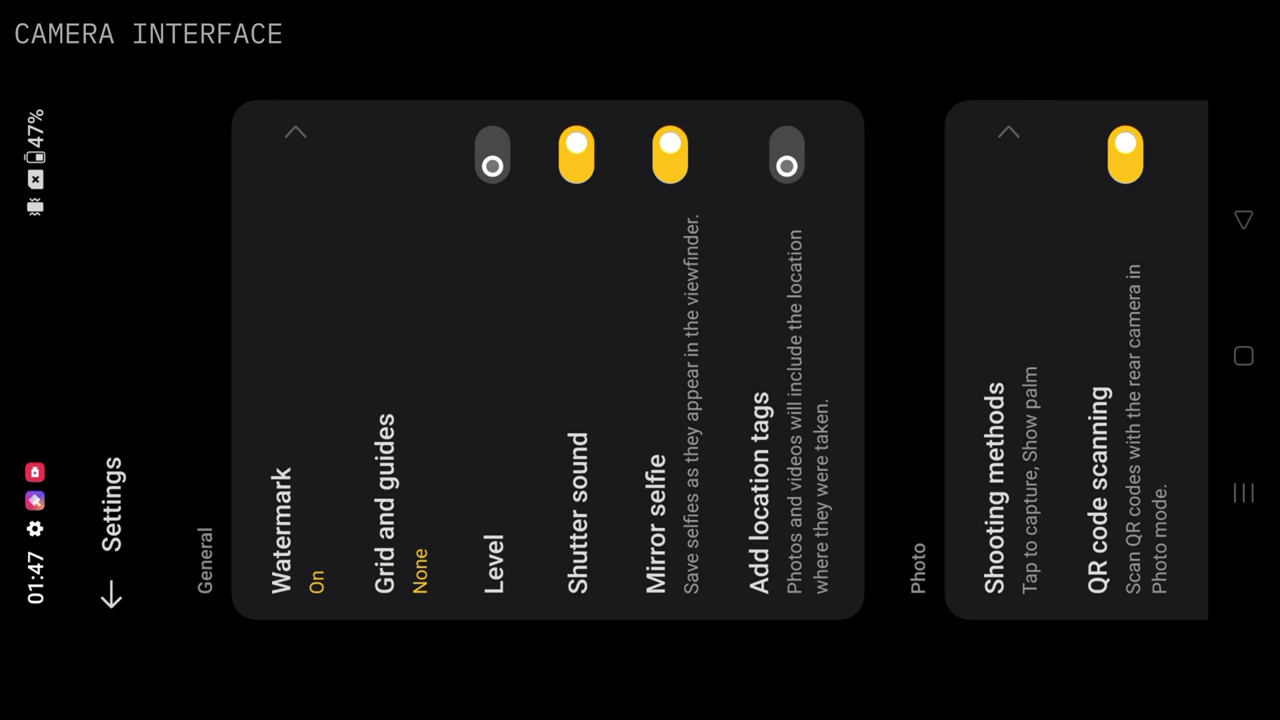 CAMERA INTERFACE
01:47
47%
Settings
General
Watermark
On
Grid and guides
None
Level
Shutter sound
Mirror selfie
Save selfies as they appear in the viewfinder.
Add location tags
Photos and videos will include the location
where they were taken.
Photo
Shooting methods
Tap to capture, Show palm
QR code scanning
Scan QR codes with the rear camera in
Photo mode.